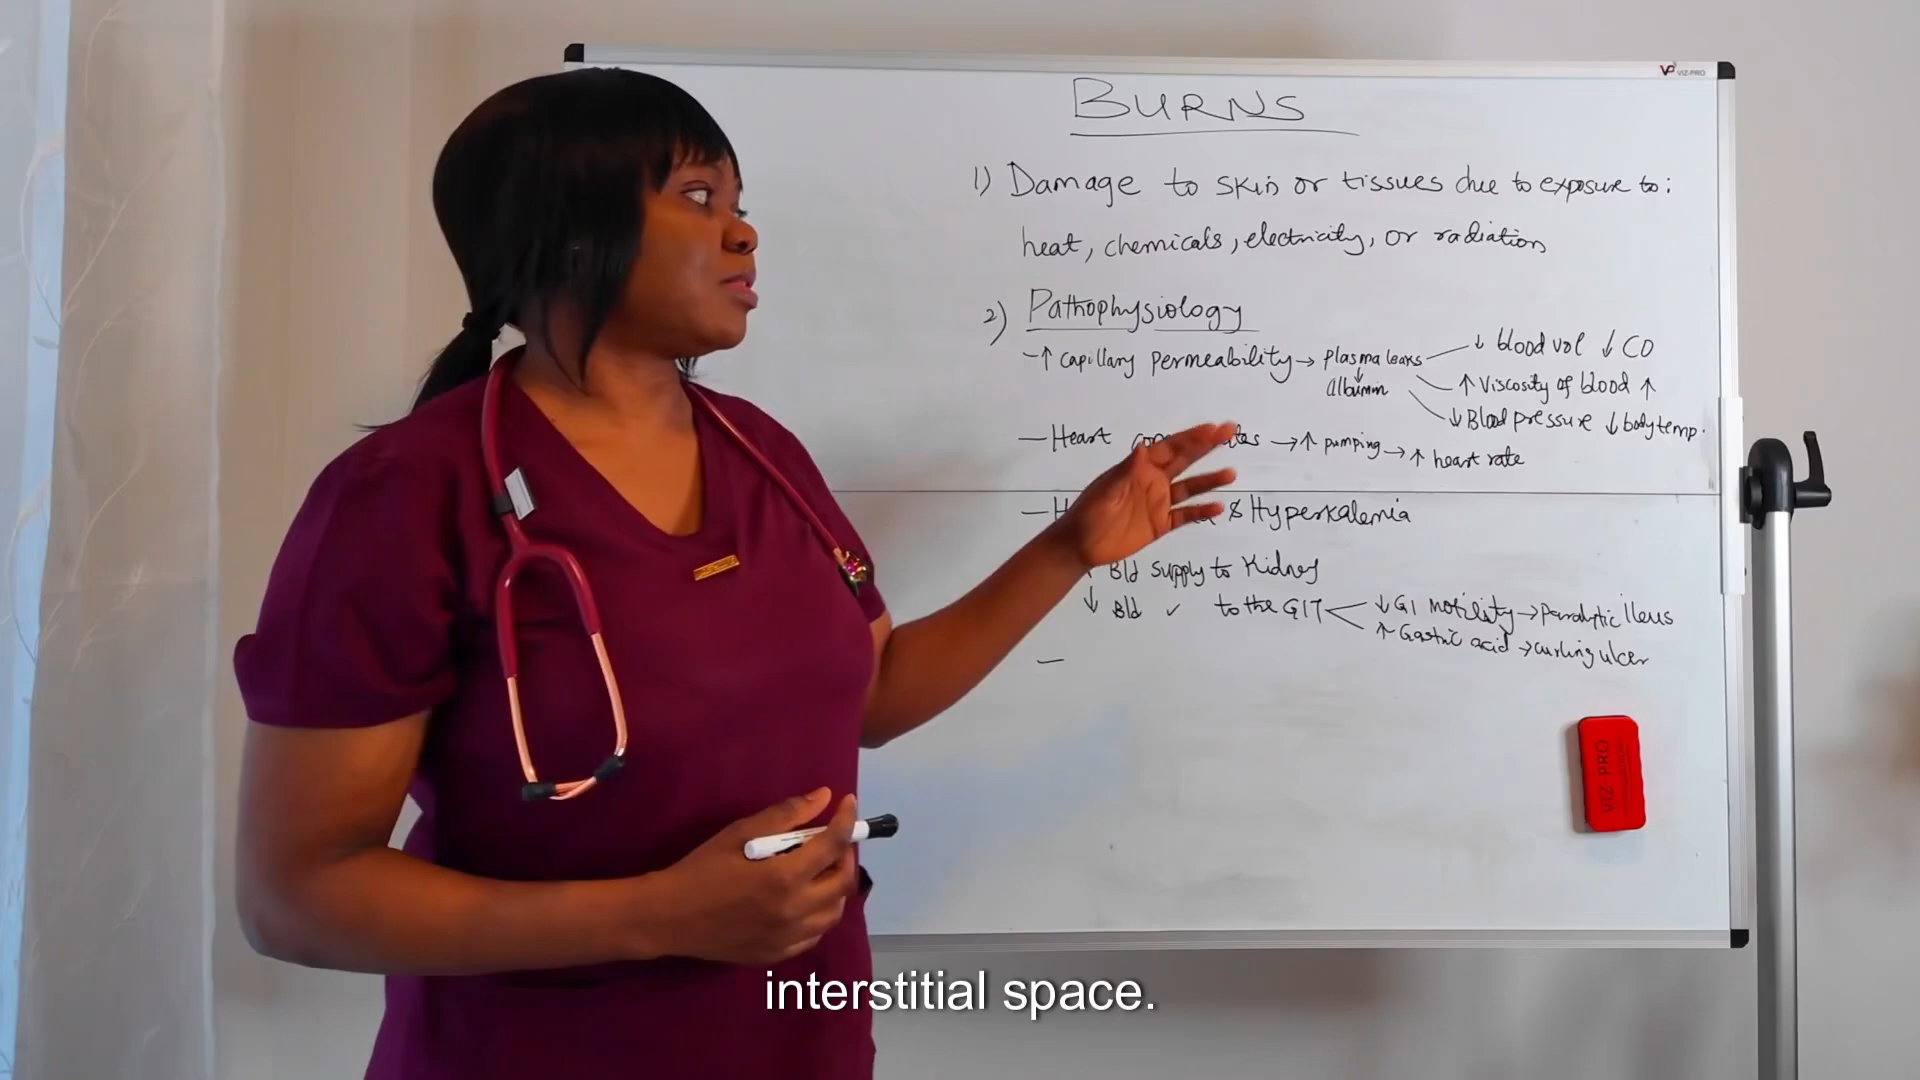 VP VIZ-PRO
BURNS
1) Damage to skin or tissues due to exposure to:
heat, chemicals, electricity, or radiation
2) Pathophysiology
- ↑ capillary permeability → plasma leaks ↓ blood vol ↓ CO
↓ albumin
↑ Viscosity of blood ↑
↓ Blood pressure ↓ body temp.
- Heart → ↑ pumping → ↑ heart rate
- & Hyperkalemia
Bld supply to Kidney
↓ Bld ✓ to the GIT ↓ GI motility → paralytic ileus
↑ Gastric acid → curling ulcer
-
VIZ PRO
interstitial space.